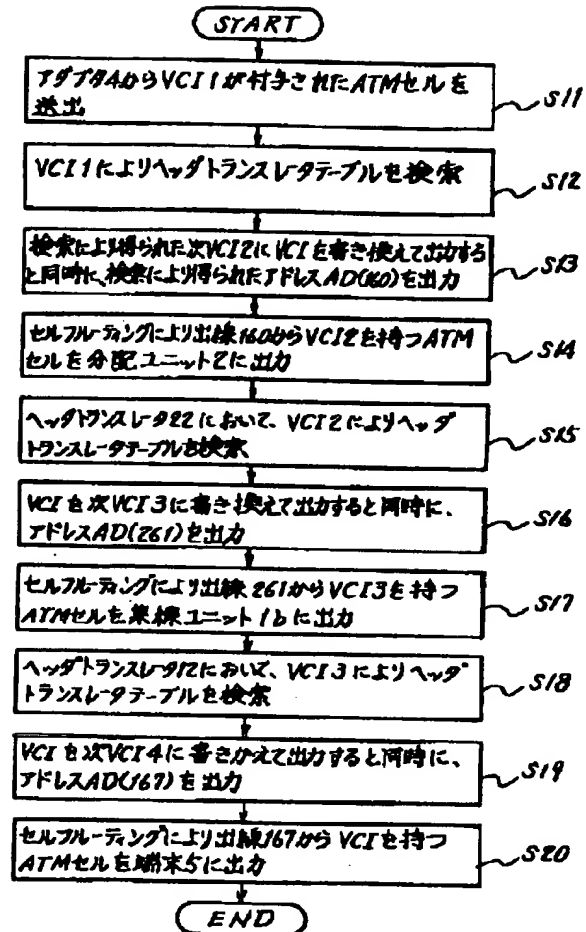 START
アダプタ4からVCI1が付与されたATMセルを
送出
S11
VCI1によりヘッダトランスレータテーブルを検索
S12
検索により得られた次VCI2にVCIを書き換えて出力する
と同時に、検索により得られたアドレスAD(160)を出力
S13
セルフルーティングにより出線160からVCI2を持つATM
セルを分配ユニット2に出力
S14
ヘッダトランスレータ22において、VCI2によりヘッダ
トランスレータテーブルを検索
S15
VCIを次VCI3に書き換えて出力すると同時に、
アドレスAD(261)を出力
S16
セルフルーティングにより出線261からVCI3を持つ
ATMセルを集線ユニット1bに出力
S17
ヘッダトランスレータ12において、VCI3によりヘッダ
トランスレータテーブルを検索
S18
VCIを次VCI4に書きかえて出力すると同時に、
アドレスAD(167)を出力
S19
セルフルーティングにより出線167からVCIを持つ
ATMセルを端末5に出力
S20
END